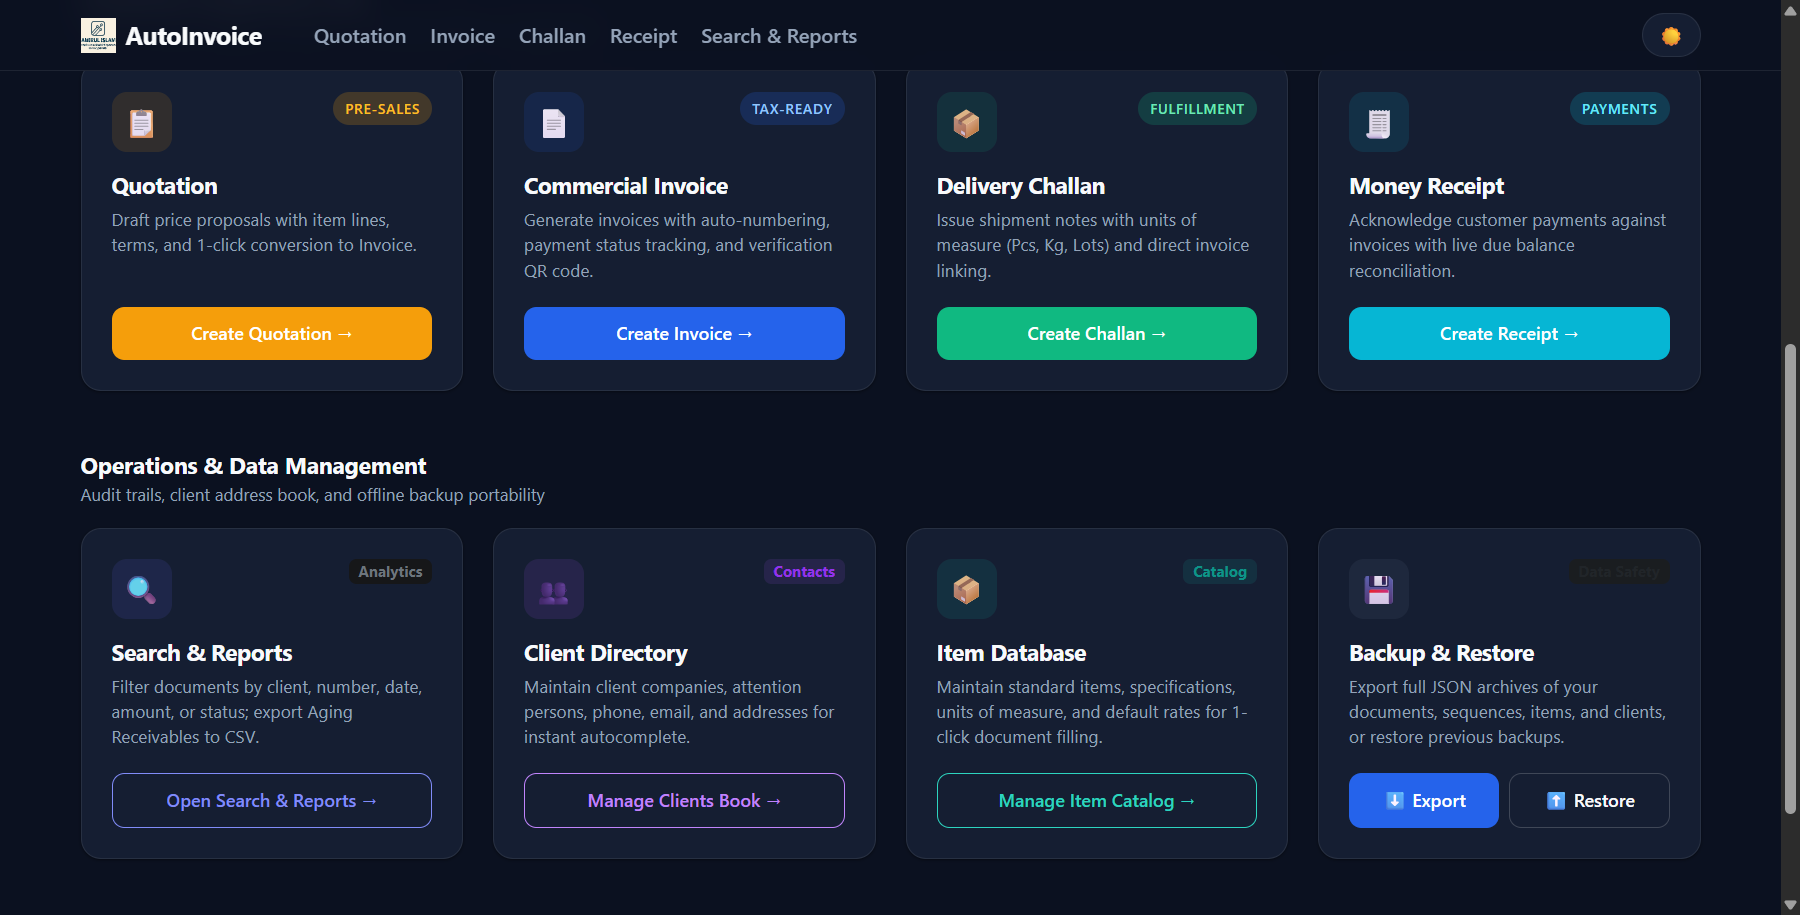 AutoInvoice
Quotation
Invoice
Challan
Receipt
Search & Reports
PRE-SALES
Quotation
Draft price proposals with item lines,
terms, and 1-click conversion to Invoice.
Create Quotation →
TAX-READY
Commercial Invoice
Generate invoices with auto-numbering,
payment status tracking, and verification
QR code.
Create Invoice →
FULFILLMENT
Delivery Challan
Issue shipment notes with units of
measure (Pcs, Kg, Lots) and direct invoice
linking.
Create Challan →
PAYMENTS
Money Receipt
Acknowledge customer payments against
invoices with live due balance
reconciliation.
Create Receipt →
Operations & Data Management
Audit trails, client address book, and offline backup portability
Analytics
Search & Reports
Filter documents by client, number, date,
amount, or status; export Aging
Receivables to CSV.
Open Search & Reports →
Contacts
Client Directory
Maintain client companies, attention
persons, phone, email, and addresses for
instant autocomplete.
Manage Clients Book →
Catalog
Item Database
Maintain standard items, specifications,
units of measure, and default rates for 1-
click document filling.
Manage Item Catalog →
Data Safety
Backup & Restore
Export full JSON archives of your
documents, sequences, items, and clients,
or restore previous backups.
Export
Restore